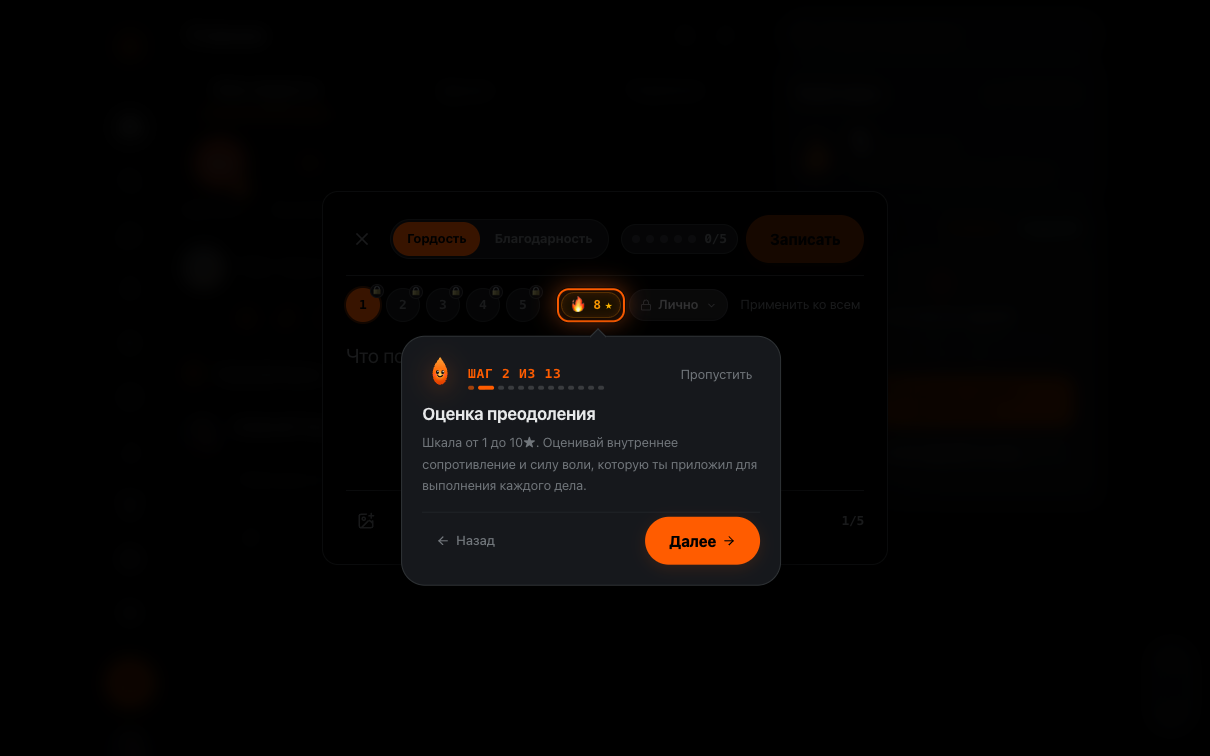 Гордость Благодарность 0/5 Записать
1 2 3 4 5 8★ Лично Применить ко всем
Что по
ШАГ 2 ИЗ 13 Пропустить
Оценка преодоления
Шкала от 1 до 10★. Оценивай внутреннее
сопротивление и силу воли, которую ты приложил для
выполнения каждого дела.
1/5
Назад Далее